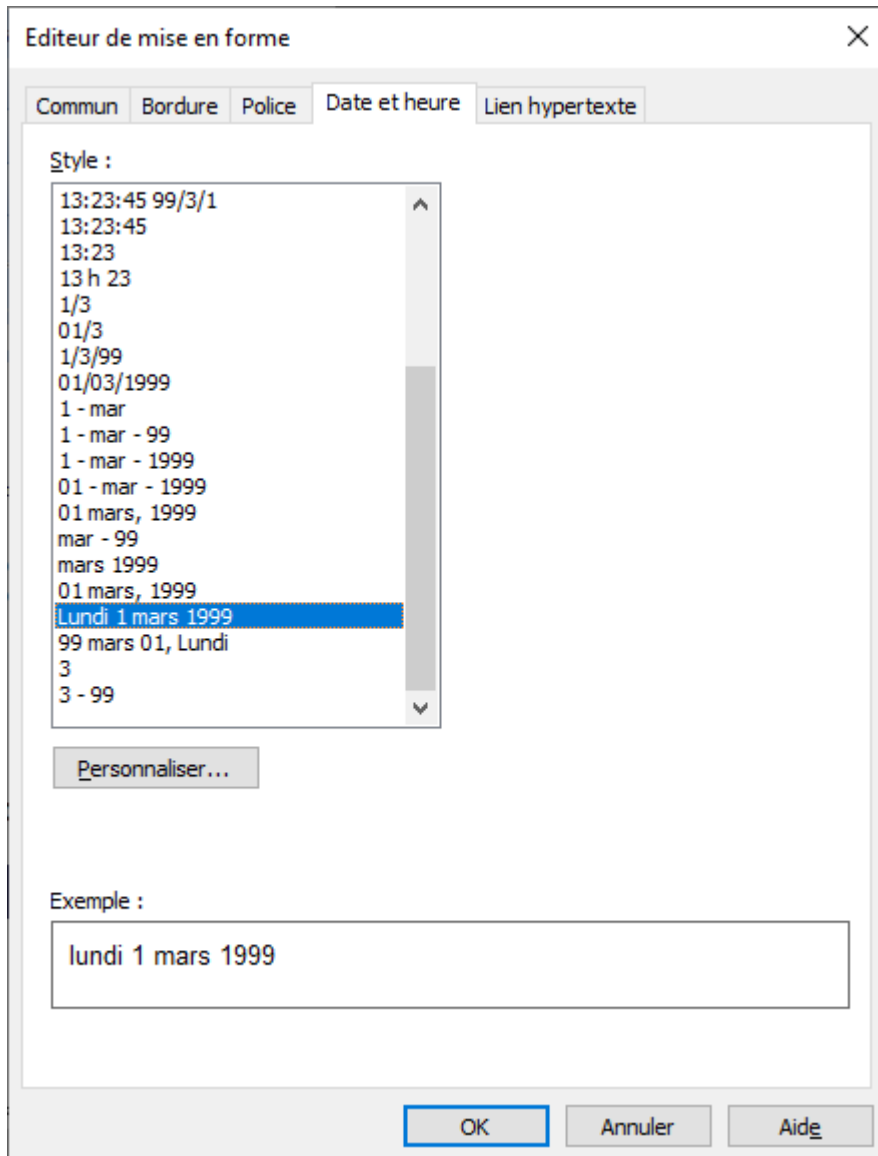 Editeur de mise en forme
Commun Bordure Police Date et heure Lien hypertexte
Style :
13:23:45 99/3/1
13:23:45
13:23
13 h 23
1/3
01/3
1/3/99
01/03/1999
1 - mar
1 - mar - 99
1 - mar - 1999
01 - mar - 1999
01 mars, 1999
mar - 99
mars 1999
01 mars, 1999
Lundi 1 mars 1999
99 mars 01, Lundi
3
3 - 99
Personnaliser...
Exemple :
lundi 1 mars 1999
OK Annuler Aide